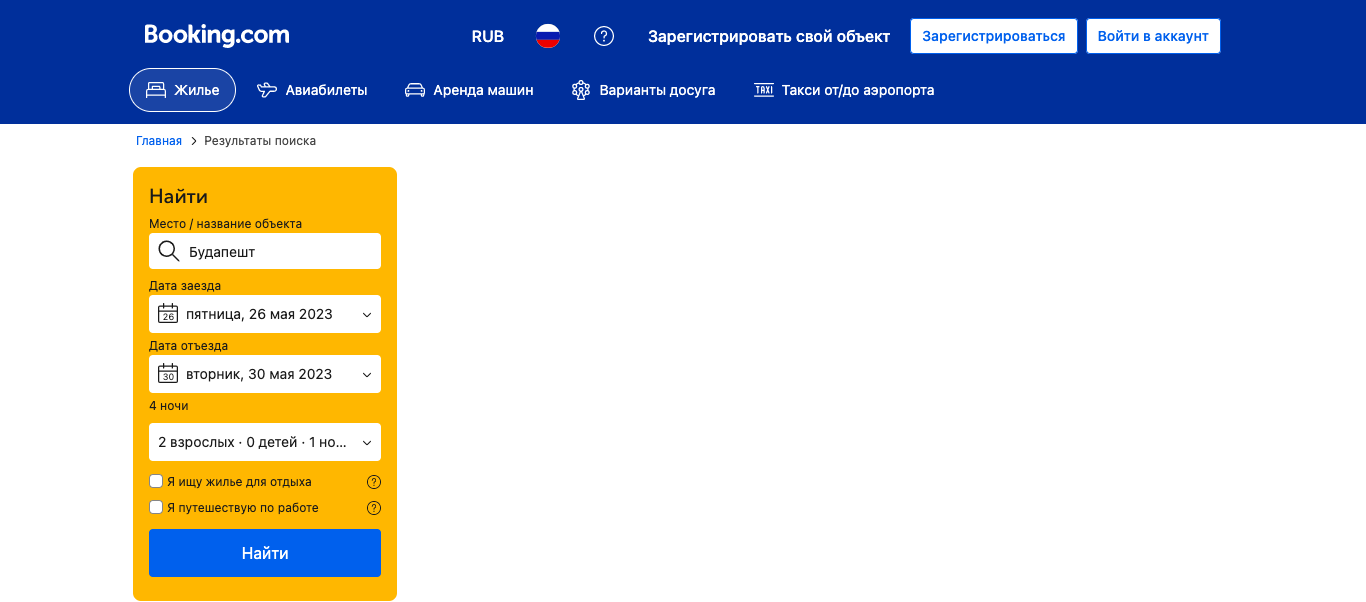 Booking.com
RUB
Зарегистрировать свой объект
Зарегистрироваться
Войти в аккаунт
Жилье
Авиабилеты
Аренда машин
Варианты досуга
TAXI
Такси от/до аэропорта
Главная
Результаты поиска
Найти
Место / название объекта
Будапешт
Дата заезда
26
пятница, 26 мая 2023
Дата отъезда
30
вторник, 30 мая 2023
4 ночи
2 взрослых · 0 детей · 1 но...
Я ищу жилье для отдыха
?
Я путешествую по работе
?
Найти